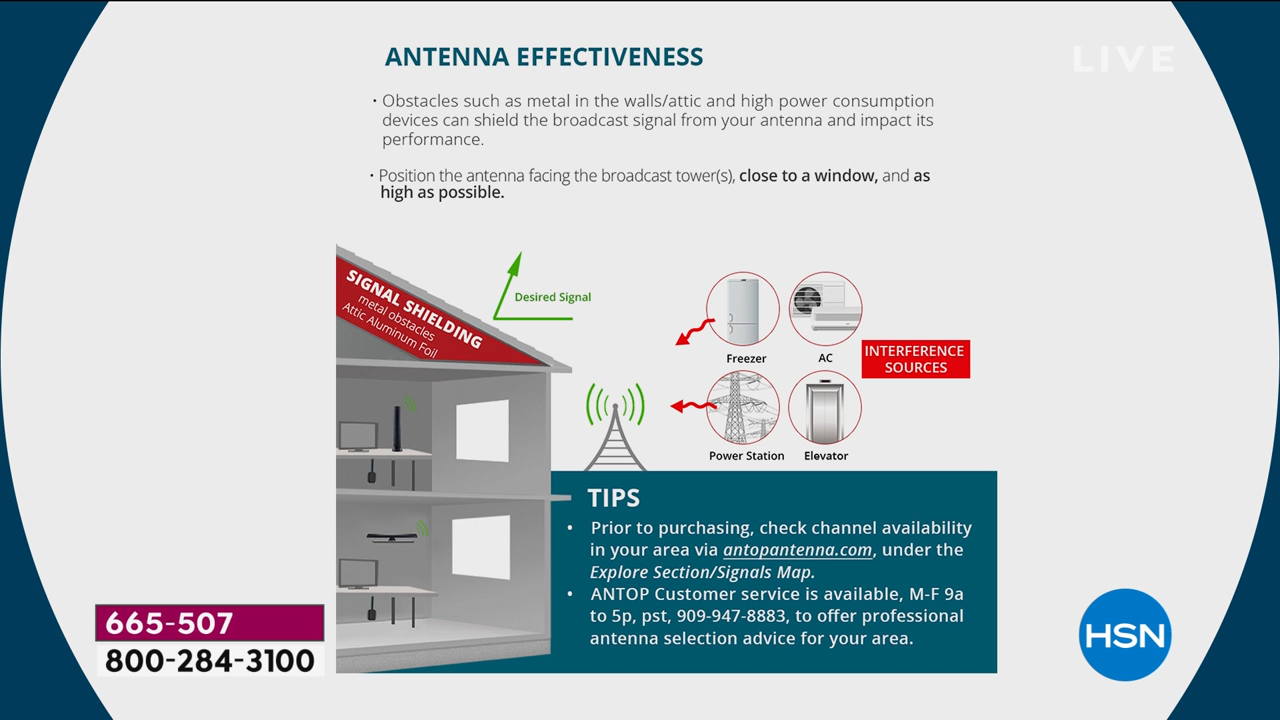 ANTENNA EFFECTIVENESS
LIVE
• Obstacles such as metal in the walls/attic and high power consumption
devices can shield the broadcast signal from your antenna and impact its
performance.
• Position the antenna facing the broadcast tower(s), close to a window, and as
high as possible.
SIGNAL SHIELDING
metal obstacles
Attic Aluminum Foil
Desired Signal
Freezer
AC
INTERFERENCE
SOURCES
Power Station
Elevator
TIPS
• Prior to purchasing, check channel availability
in your area via antopantenna.com, under the
Explore Section/Signals Map.
• ANTOP Customer service is available, M-F 9a
to 5p, pst, 909-947-8883, to offer professional
antenna selection advice for your area.
665-507
800-284-3100
HSN